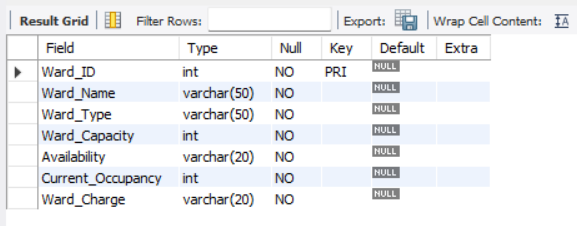 Result Grid Filter Rows: Export: Wrap Cell Content: IA
Field Type Null Key Default Extra
Ward_ID int NO PRI NULL
Ward_Name varchar(50) NO NULL
Ward_Type varchar(50) NO NULL
Ward_Capacity int NO NULL
Availability varchar(20) NO NULL
Current_Occupancy int NO NULL
Ward_Charge varchar(20) NO NULL